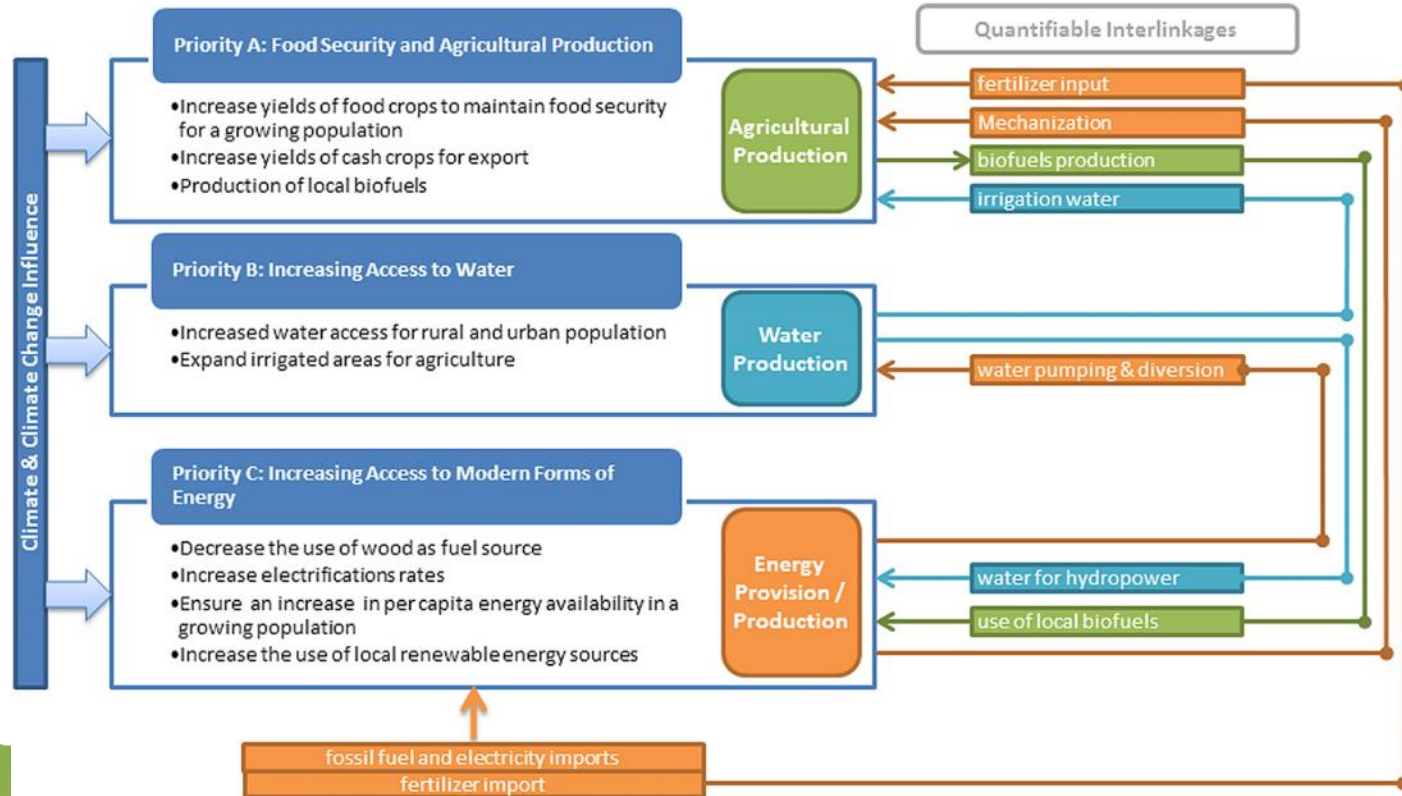 Quantifiable Interlinkages
Climate & Climate Change Influence
Priority A: Food Security and Agricultural Production
•Increase yields of food crops to maintain food security
for a growing population
•Increase yields of cash crops for export
•Production of local biofuels
Agricultural
Production
fertilizer input
Mechanization
biofuels production
irrigation water
Priority B: Increasing Access to Water
•Increased water access for rural and urban population
•Expand irrigated areas for agriculture
Water
Production
water pumping & diversion
Priority C: Increasing Access to Modern Forms of
Energy
•Decrease the use of wood as fuel source
•Increase electrifications rates
•Ensure an increase in per capita energy availability in a
growing population
•Increase the use of local renewable energy sources
Energy
Provision /
Production
water for hydropower
use of local biofuels
fossil fuel and electricity imports
fertilizer import